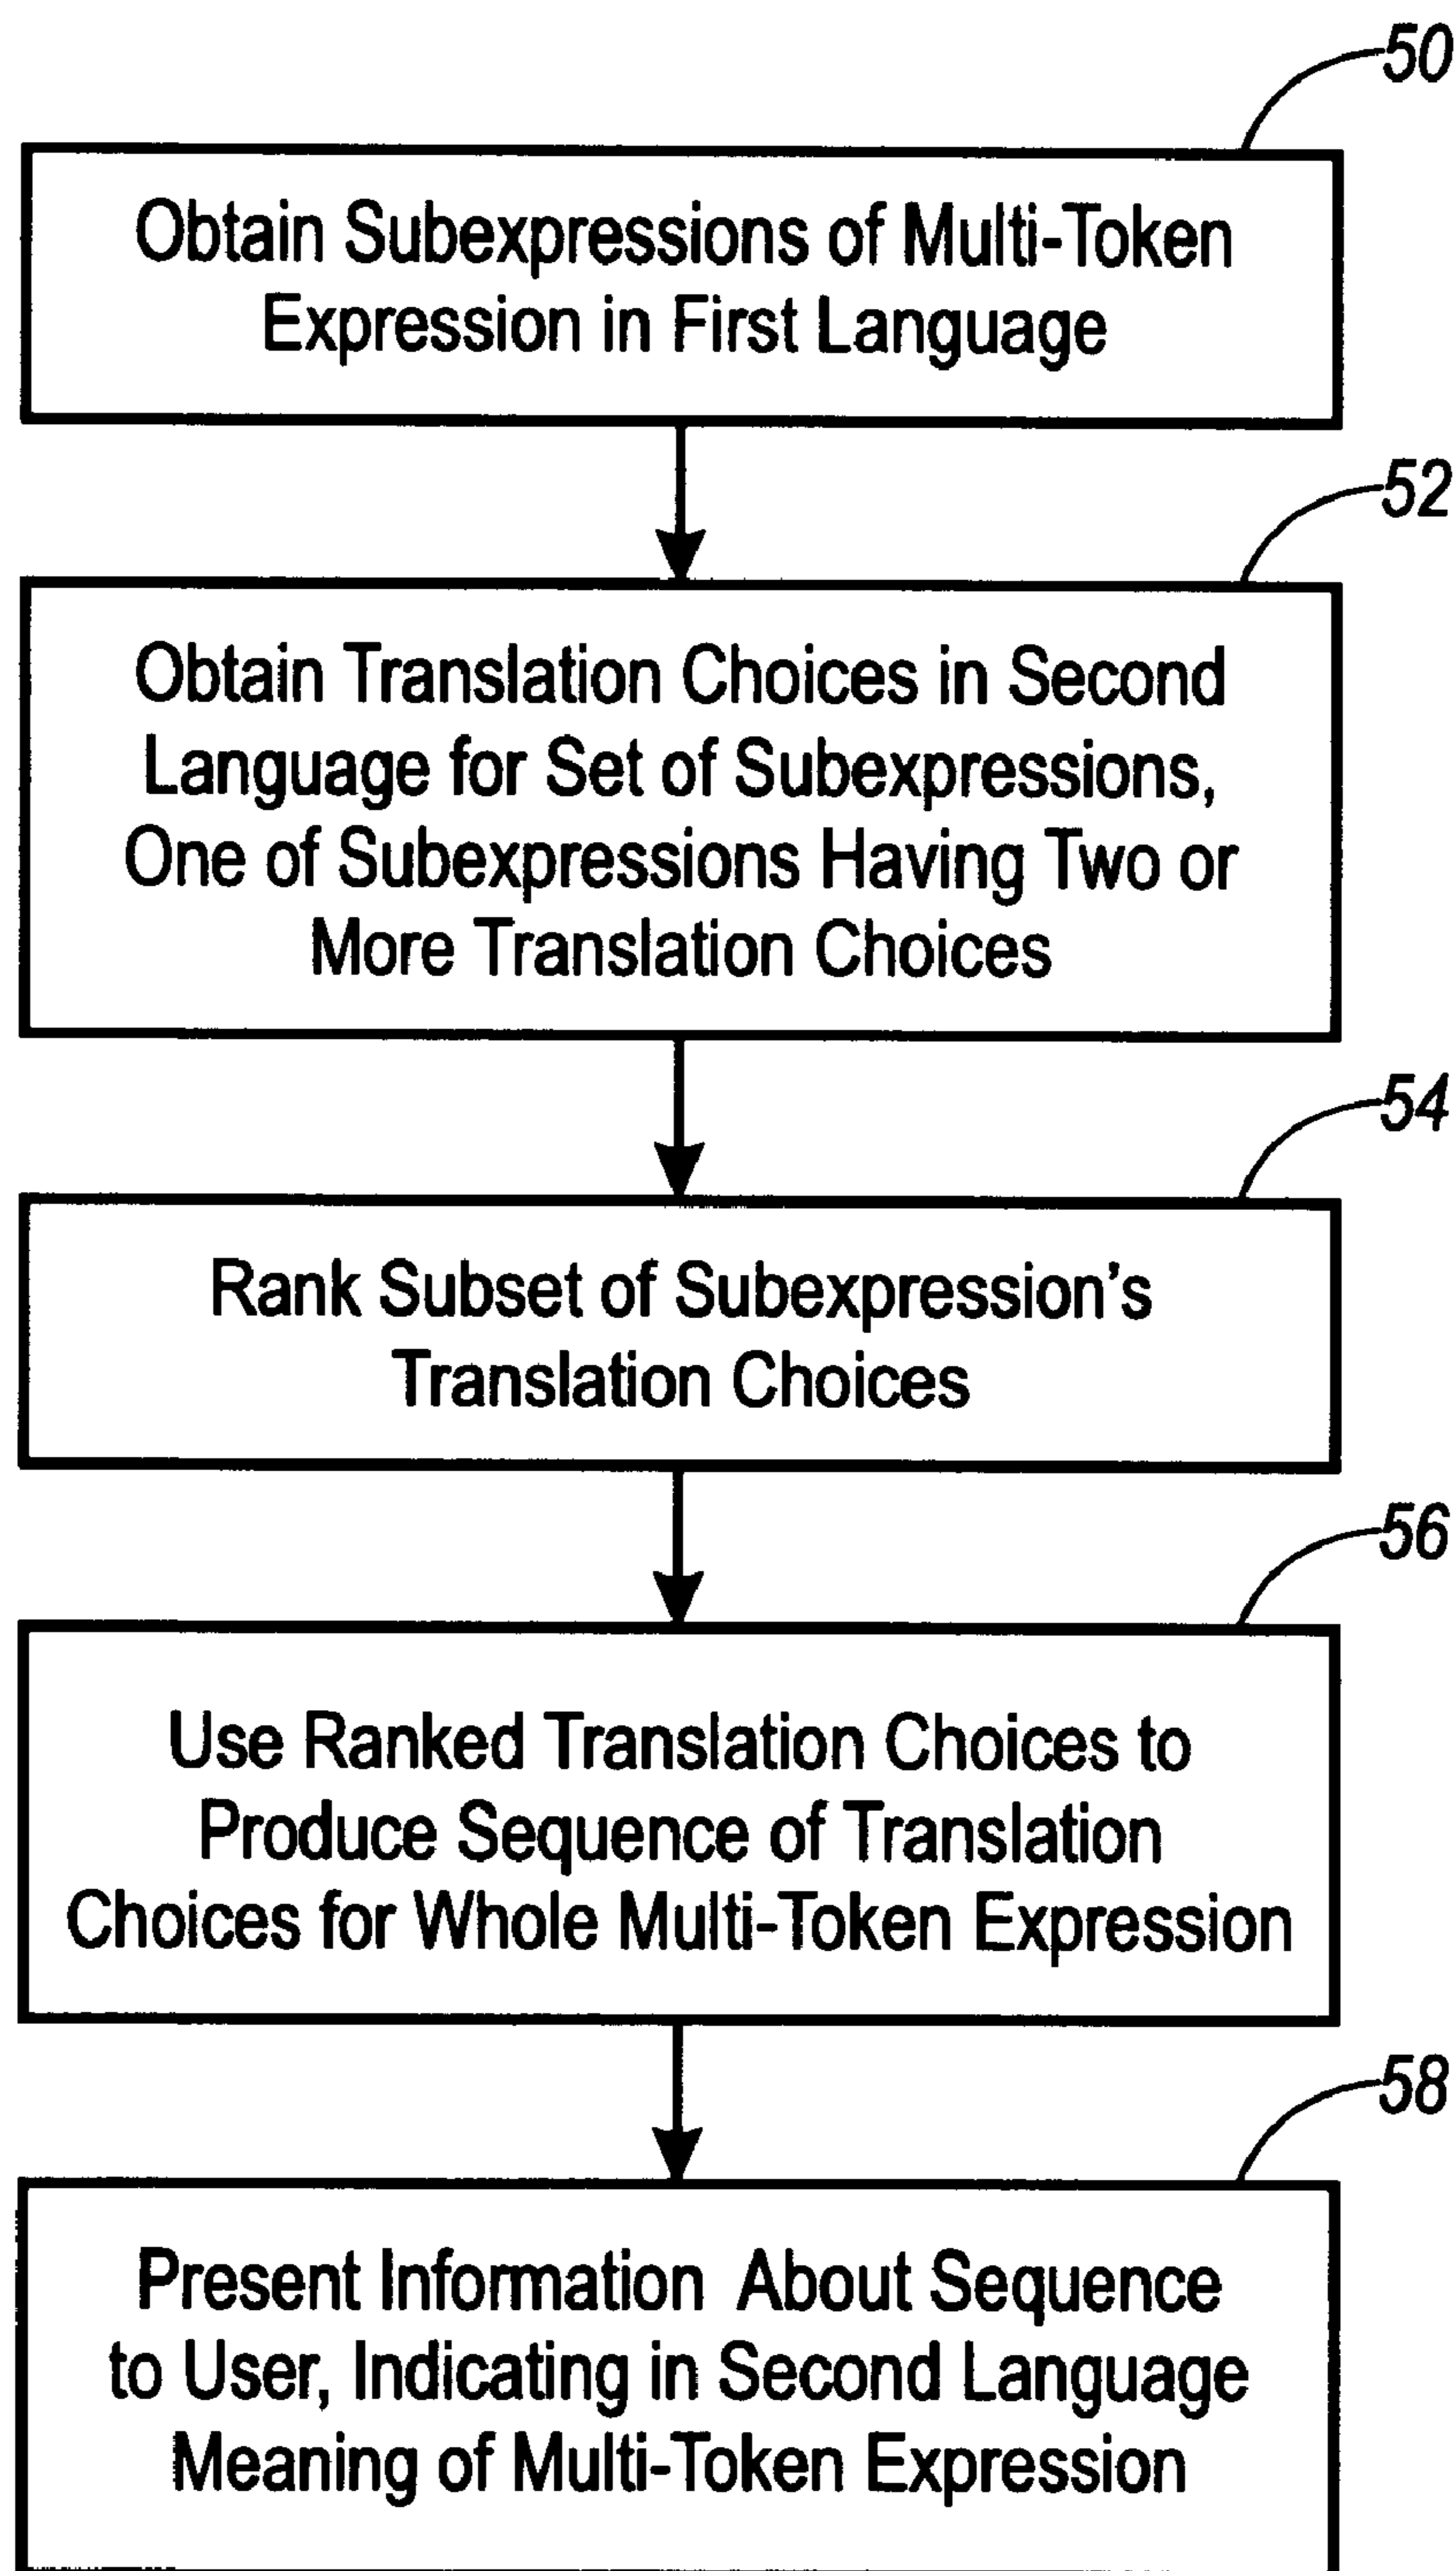 50
Obtain Subexpressions of Multi-Token
Expression in First Language
52
Obtain Translation Choices in Second
Language for Set of Subexpressions,
One of Subexpressions Having Two or
More Translation Choices
54
Rank Subset of Subexpression's
Translation Choices
56
Use Ranked Translation Choices to
Produce Sequence of Translation
Choices for Whole Multi-Token Expression
58
Present Information About Sequence
to User, Indicating in Second Language
Meaning of Multi-Token Expression